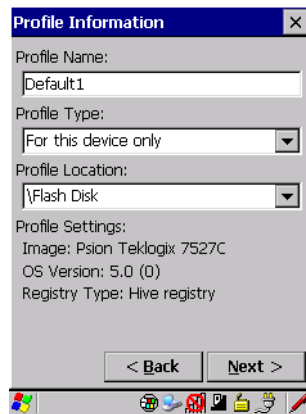 Profile Information
Profile Name:
Default1
Profile Type:
For this device only
Profile Location:
\Flash Disk
Profile Settings:
Image: Psion Teklogix 7527C
OS Version: 5.0 (0)
Registry Type: Hive registry
< Back
Next >